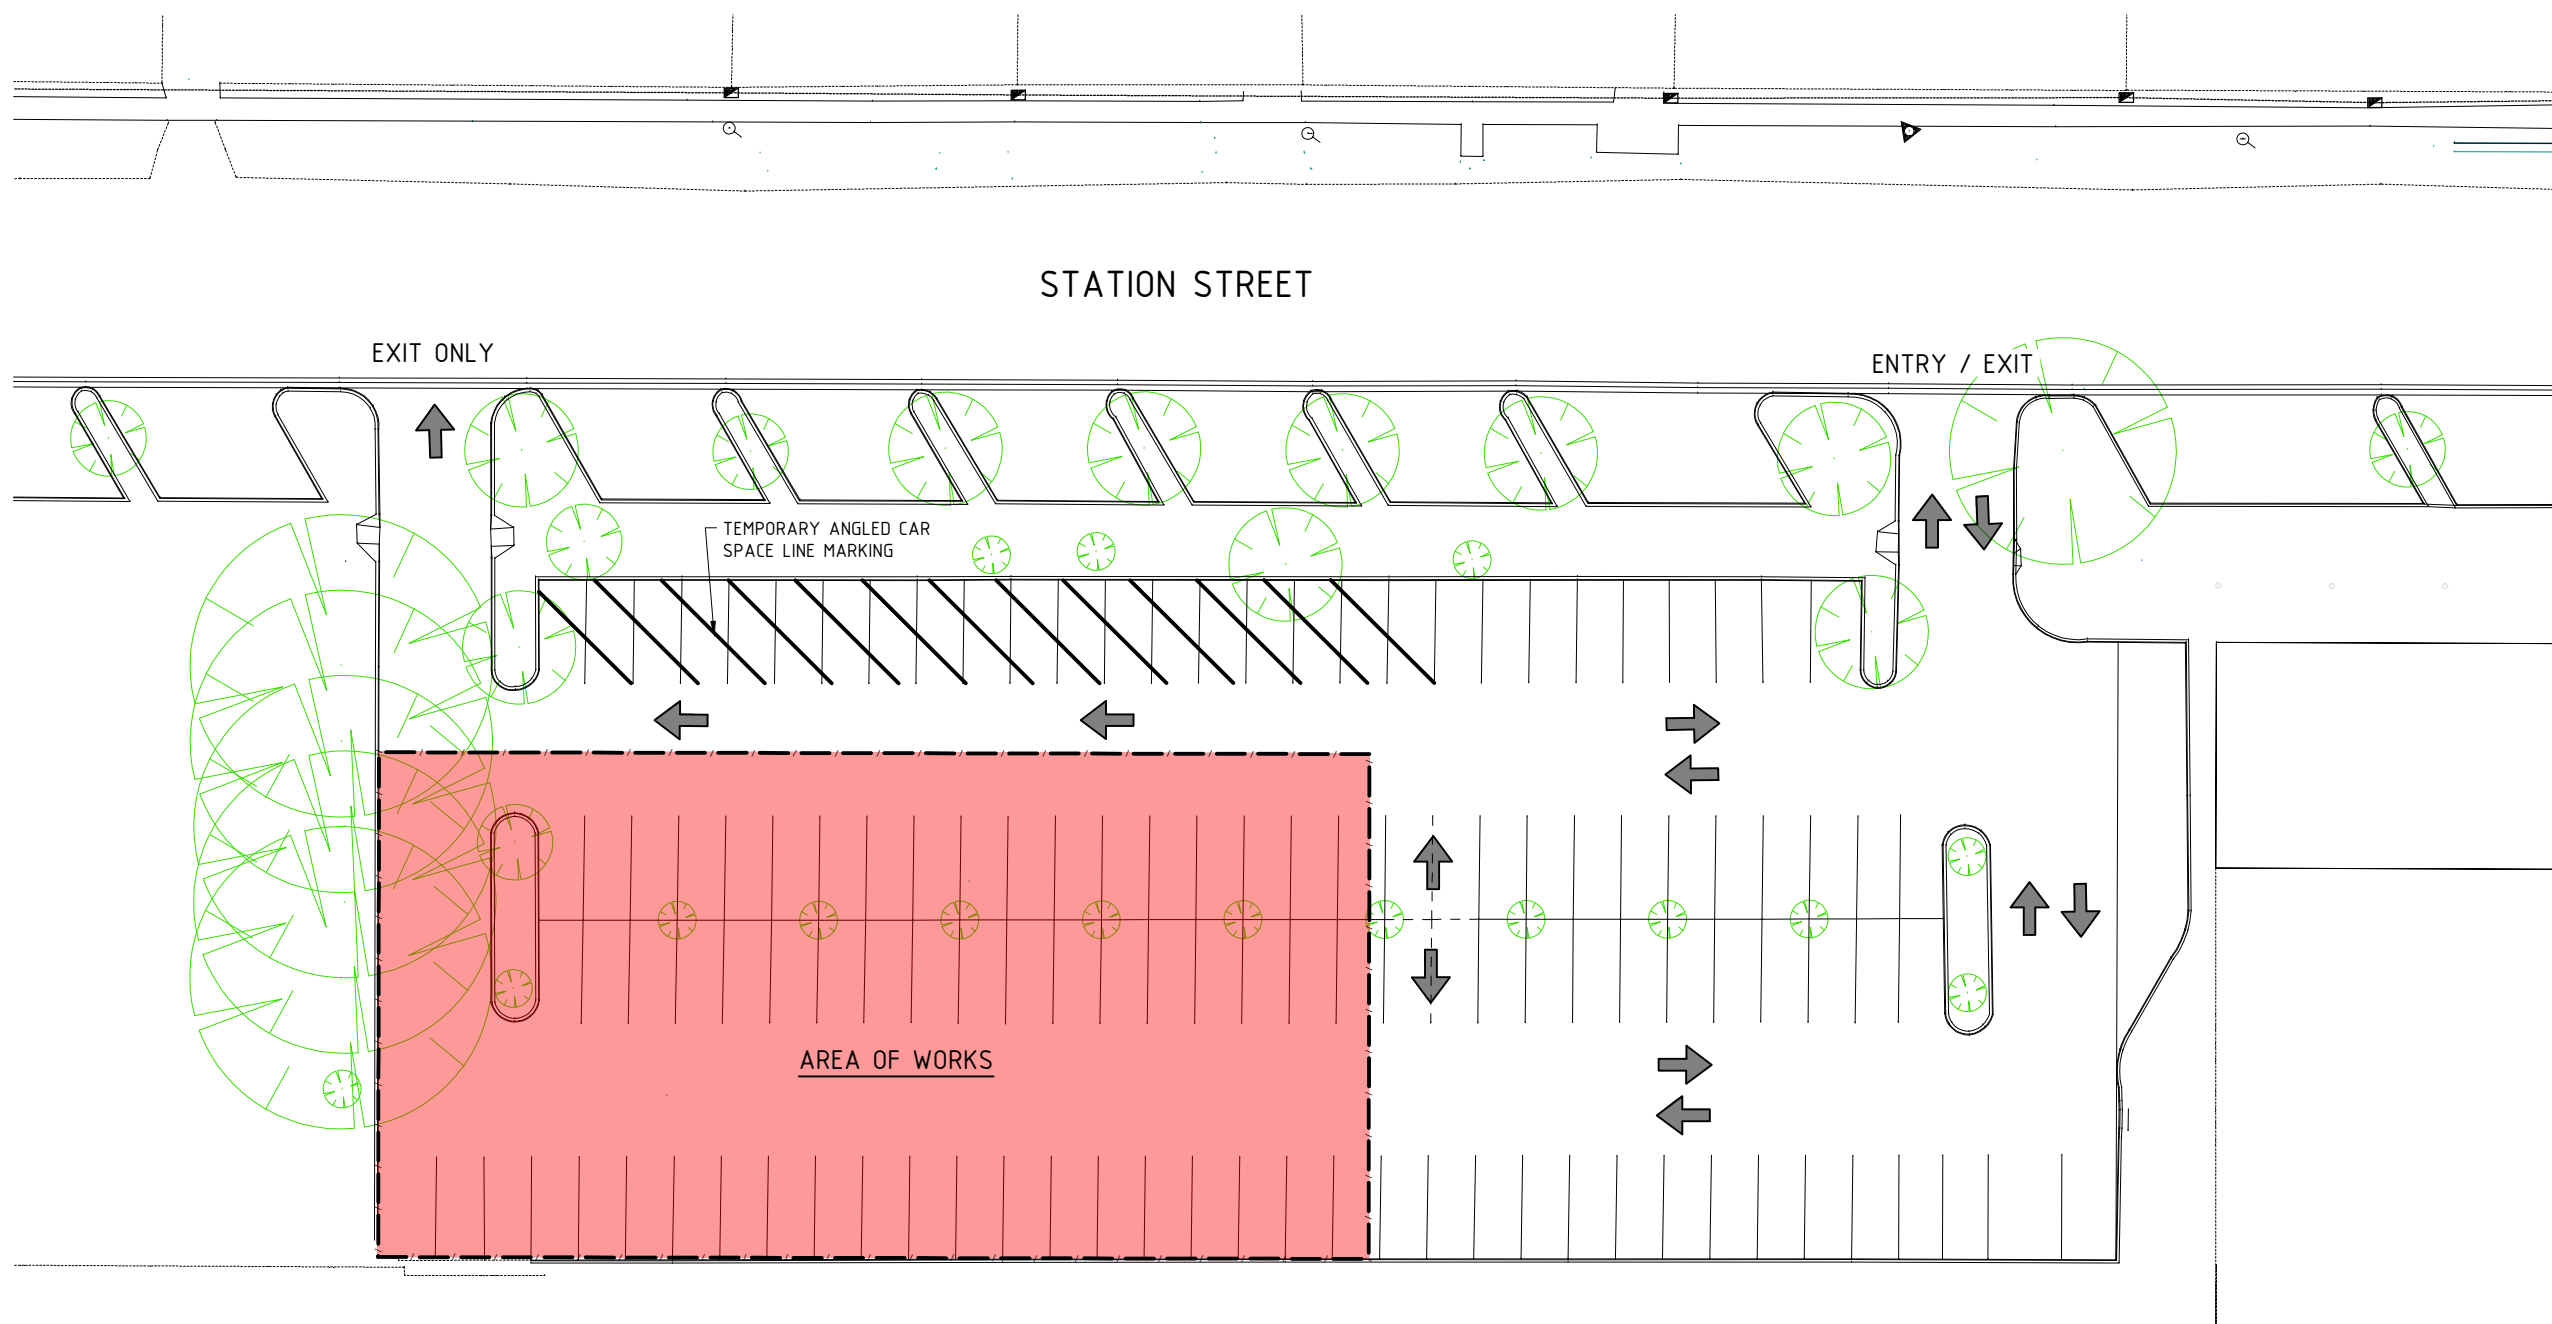 STATION STREET
EXIT ONLY
ENTRY / EXIT
TEMPORARY ANGLED CAR
SPACE LINE MARKING
AREA OF WORKS